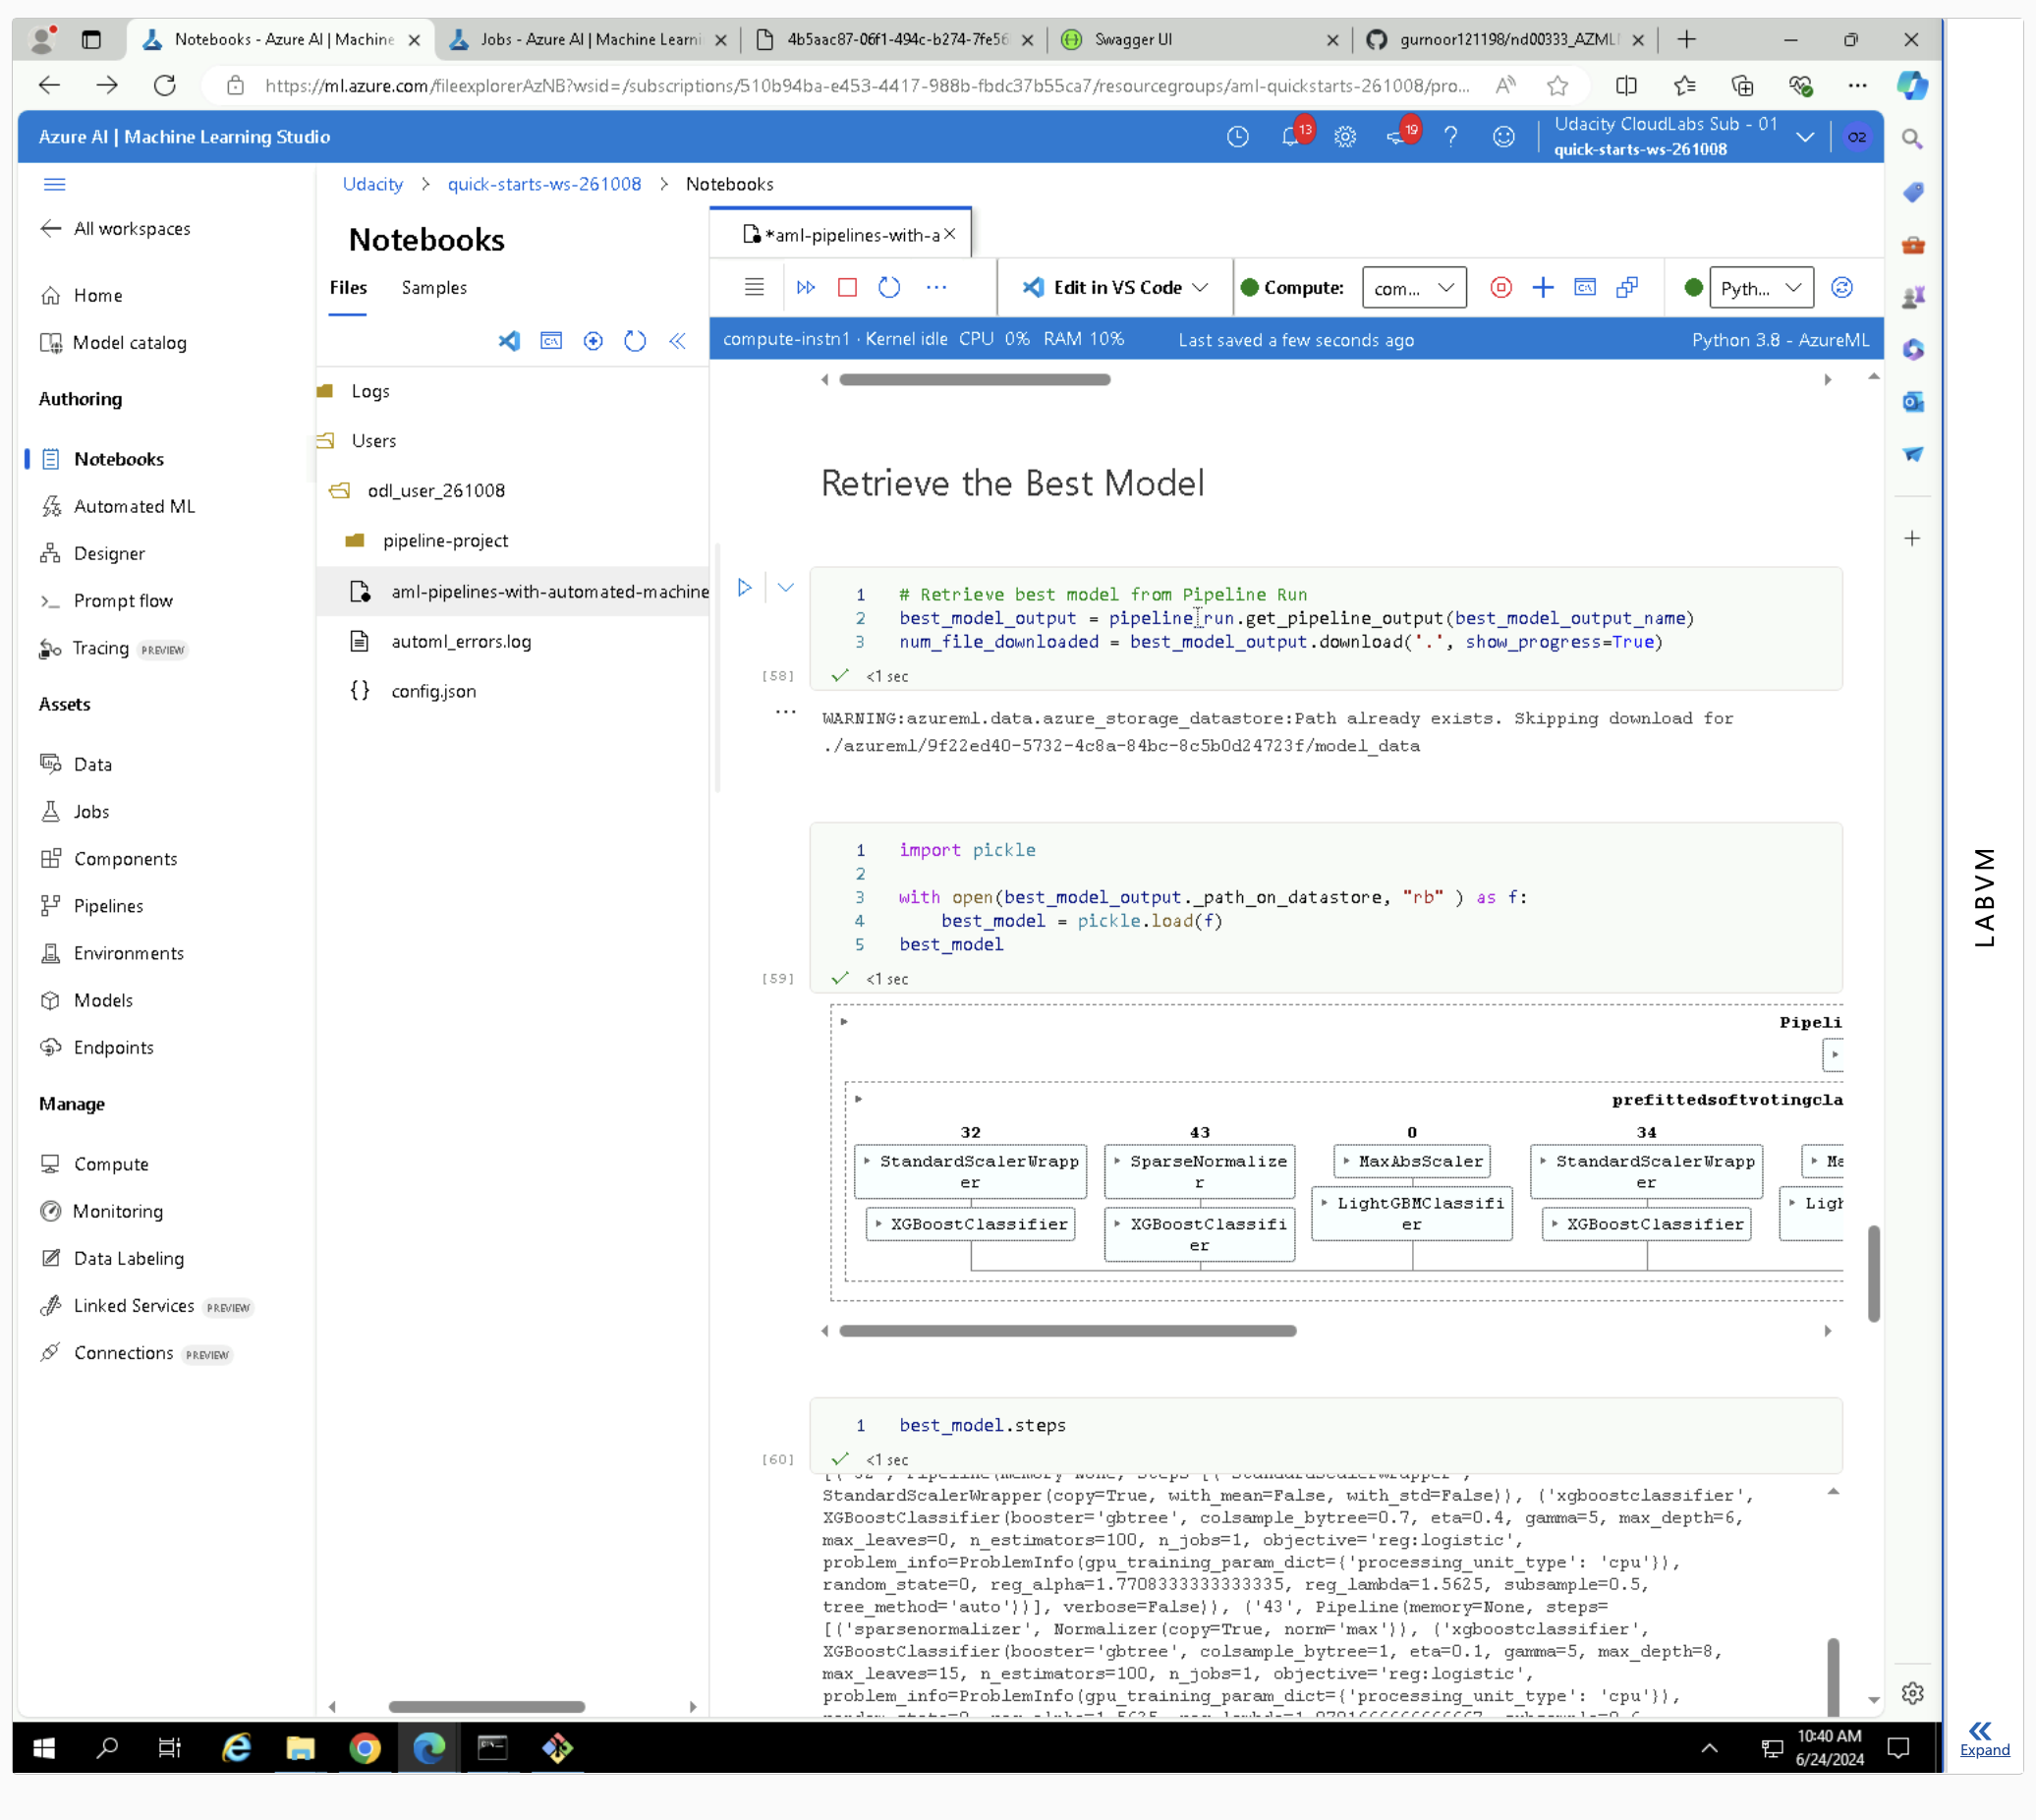 Notebooks - Azure AI | Machine
Jobs - Azure AI | Machine Learni
4b5aac87-06f1-494c-b274-7fe56
Swagger UI
gurnoor121198/nd00333_AZML
https://ml.azure.com/fileexplorerAzNB?wsid=/subscriptions/510b94ba-e453-4417-988b-fbdc37b55ca7/resourcegroups/aml-quickstarts-261008/pro...
Azure AI | Machine Learning Studio
13
19
Udacity CloudLabs Sub - 01
quick-starts-ws-261008
O2
All workspaces
Home
Model catalog
Authoring
Notebooks
Automated ML
Designer
Prompt flow
Tracing PREVIEW
Assets
Data
Jobs
Components
Pipelines
Environments
Models
Endpoints
Manage
Compute
Monitoring
Data Labeling
Linked Services PREVIEW
Connections PREVIEW
Udacity > quick-starts-ws-261008 > Notebooks
Notebooks
Files Samples
Logs
Users
odl_user_261008
pipeline-project
aml-pipelines-with-automated-machine
automl_errors.log
config.json
*aml-pipelines-with-a
Edit in VS Code
Compute: com...
Pyth...
compute-instn1 · Kernel idle CPU 0% RAM 10% Last saved a few seconds ago Python 3.8 - AzureML
Retrieve the Best Model
1 # Retrieve best model from Pipeline Run
2 best_model_output = pipeline_run.get_pipeline_output(best_model_output_name)
3 num_file_downloaded = best_model_output.download('.', show_progress=True)
[58] <1 sec
WARNING:azureml.data.azure_storage_datastore:Path already exists. Skipping download for
./azureml/9f22ed40-5732-4c8a-84bc-8c5b0d24723f/model_data
1 import pickle
2
3 with open(best_model_output._path_on_datastore, "rb" ) as f:
4 best_model = pickle.load(f)
5 best_model
[59] <1 sec
Pipeli
prefittedsoftvotingcla
32 43 0 34
StandardScalerWrapp
er
SparseNormalize
r
MaxAbsScaler
StandardScalerWrapp
er
Ma
XGBoostClassifier
XGBoostClassifi
er
LightGBMClassifi
er
XGBoostClassifier
Ligh
1 best_model.steps
[60] <1 sec
StandardScalerWrapper(copy=True, with_mean=False, with_std=False)), ('xgboostclassifier',
XGBoostClassifier(booster='gbtree', colsample_bytree=0.7, eta=0.4, gamma=5, max_depth=6,
max_leaves=0, n_estimators=100, n_jobs=1, objective='reg:logistic',
problem_info=ProblemInfo(gpu_training_param_dict={'processing_unit_type': 'cpu'}),
random_state=0, reg_alpha=1.7708333333333335, reg_lambda=1.5625, subsample=0.5,
tree_method='auto'))], verbose=False)), ('43', Pipeline(memory=None, steps=
[('sparsenormalizer', Normalizer(copy=True, norm='max')), ('xgboostclassifier',
XGBoostClassifier(booster='gbtree', colsample_bytree=1, eta=0.1, gamma=5, max_depth=8,
max_leaves=15, n_estimators=100, n_jobs=1, objective='reg:logistic',
problem_info=ProblemInfo(gpu_training_param_dict={'processing_unit_type': 'cpu'}),
LABVM
Expand
10:40 AM
6/24/2024